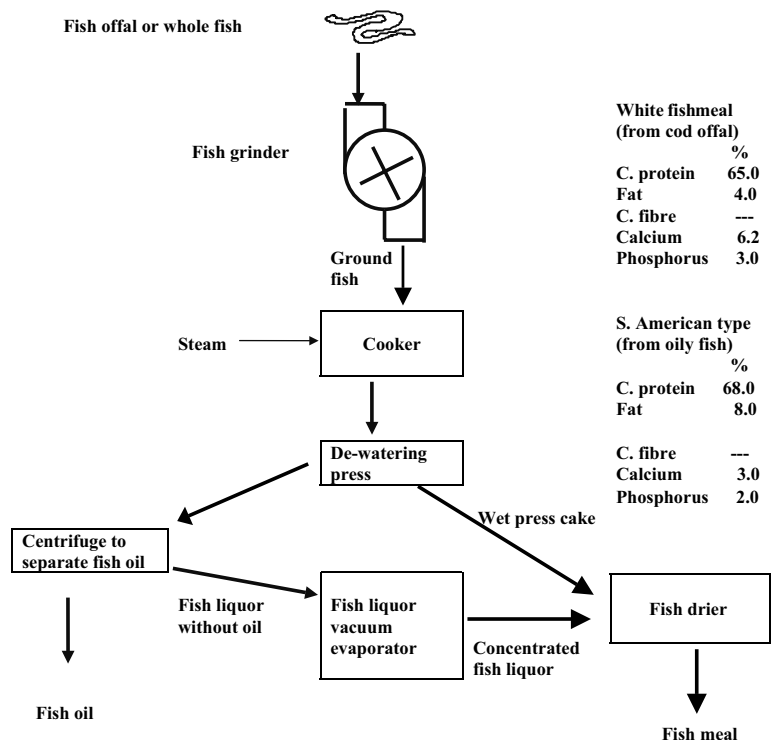 Fish offal or whole fish
Fish grinder
Ground
fish
Steam
Cooker
De-watering
press
Wet press cake
Centrifuge to
separate fish oil
Fish liquor
without oil
Fish liquor
vacuum
evaporator
Concentrated
fish liquor
Fish drier
Fish oil
Fish meal
White fishmeal
(from cod offal)
%
C. protein 65.0
Fat 4.0
C. fibre ---
Calcium 6.2
Phosphorus 3.0
S. American type
(from oily fish)
%
C. protein 68.0
Fat 8.0
C. fibre ---
Calcium 3.0
Phosphorus 2.0